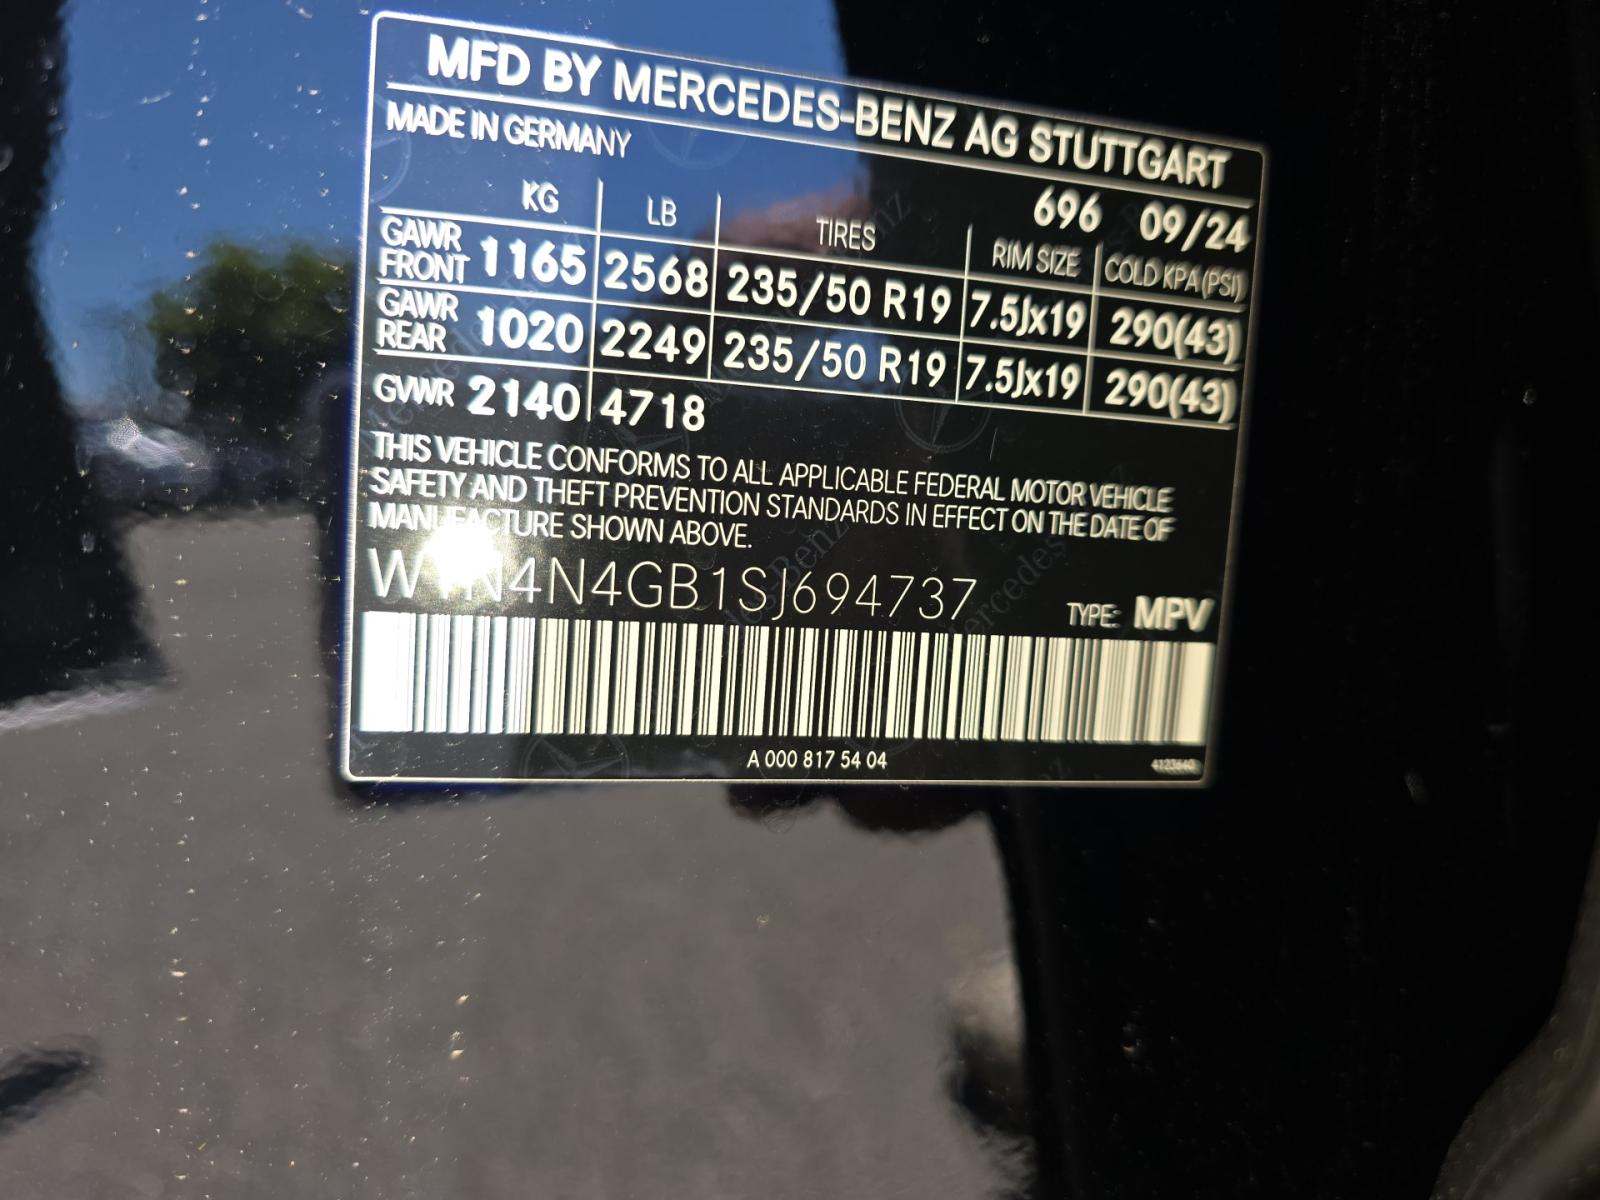 MFD BY MERCEDES-BENZ AG STUTTGART
MADE IN GERMANY
696 09/24
KG LB TIRES RIM SIZE COLD KPA (PSI)
GAWR FRONT 1165 2568 235/50 R19 7.5Jx19 290(43)
GAWR REAR 1020 2249 235/50 R19 7.5Jx19 290(43)
GVWR 2140 4718
THIS VEHICLE CONFORMS TO ALL APPLICABLE FEDERAL MOTOR VEHICLE
SAFETY AND THEFT PREVENTION STANDARDS IN EFFECT ON THE DATE OF
MANUFACTURE SHOWN ABOVE.
W1N4N4GB1SJ694737
TYPE: MPV
A 000 817 54 04